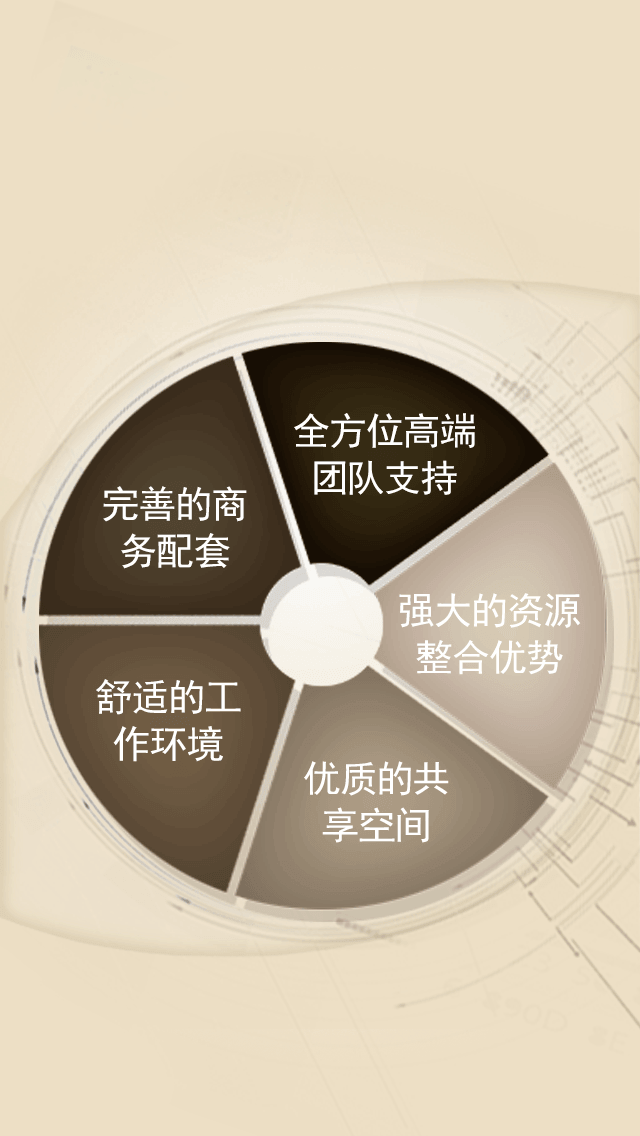 全方位高端
团队支持
完善的商
务配套
强大的资源
整合优势
舒适的工
作环境
优质的共
享空间